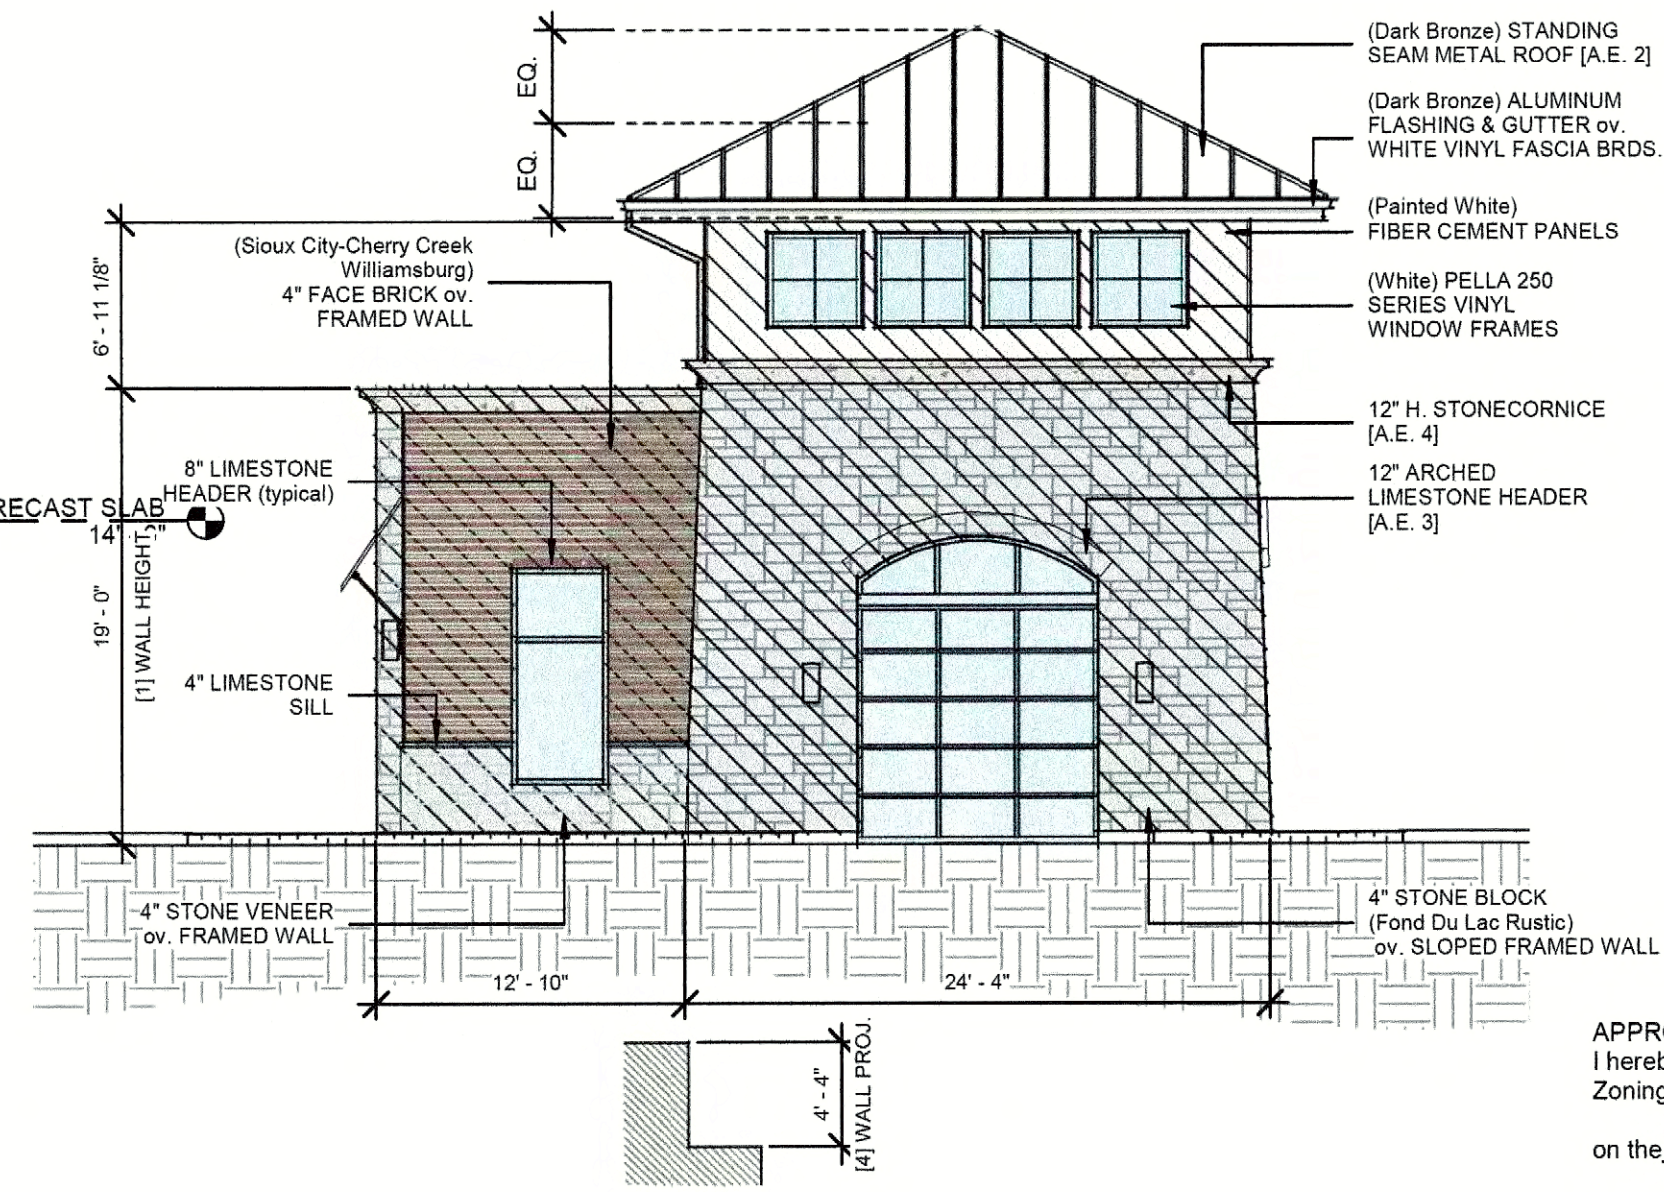 (Dark Bronze) STANDING
SEAM METAL ROOF [A.E. 2]
(Dark Bronze) ALUMINUM
FLASHING & GUTTER ov.
WHITE VINYL FASCIA BRDS.
(Painted White)
FIBER CEMENT PANELS
(White) PELLA 250
SERIES VINYL
WINDOW FRAMES
12" H. STONECORNICE
[A.E. 4]
12" ARCHED
LIMESTONE HEADER
[A.E. 3]
EQ.
EQ.
(Sioux City-Cherry Creek
Williamsburg)
4" FACE BRICK ov.
FRAMED WALL
6' - 11 1/8"
8" LIMESTONE
HEADER (typical)
RECAST SLAB
14'
19' - 0"
[1] WALL HEIGHT
4" LIMESTONE
SILL
4" STONE VENEER
ov. FRAMED WALL
4" STONE BLOCK
(Fond Du Lac Rustic)
ov. SLOPED FRAMED WALL
12' - 10"
24' - 4"
4' - 4"
[4] WALL PROJ.
APPR
I hereb
Zoning
on the